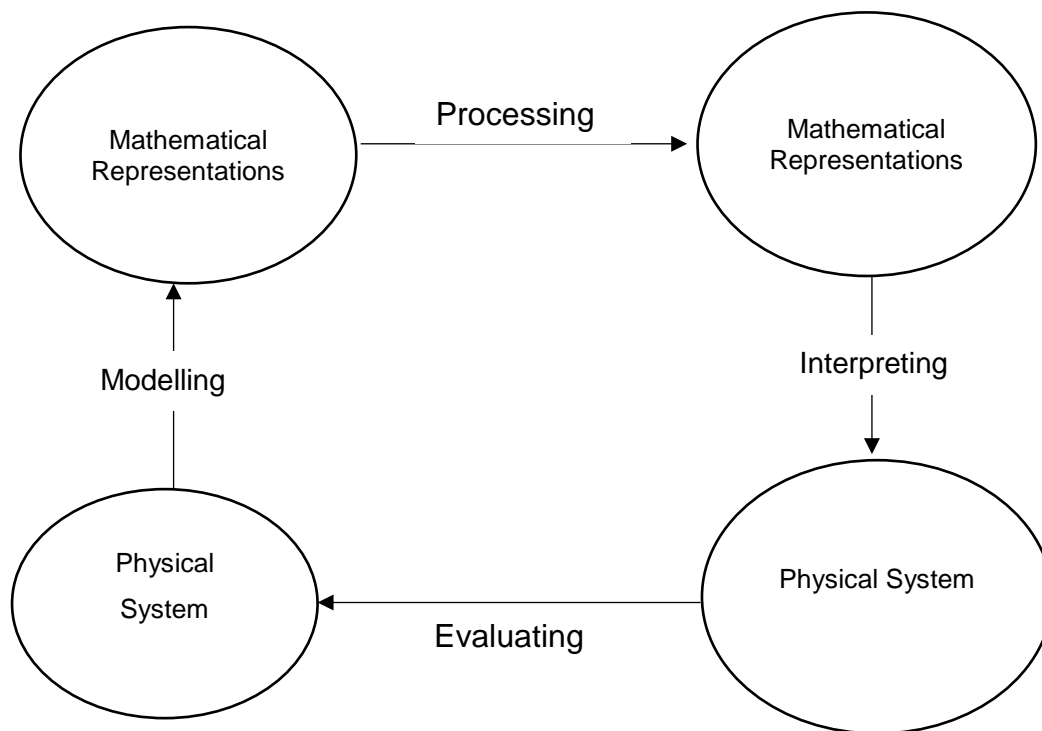 Mathematical
Representations
Processing
Mathematical
Representations
Modelling
Interpreting
Physical
System
Evaluating
Physical System